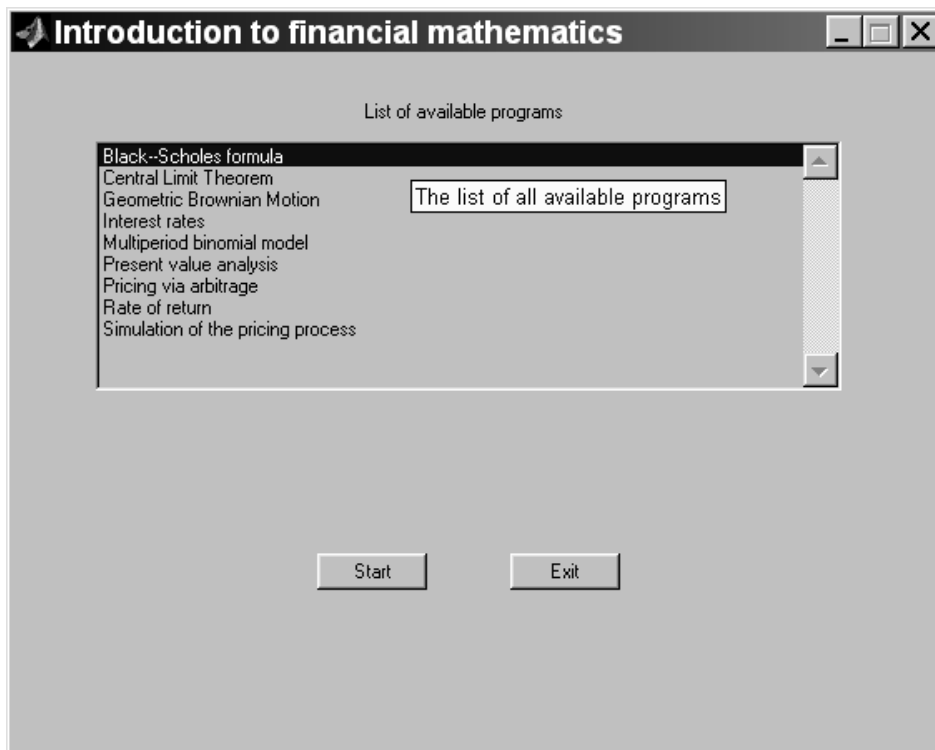 Introduction to financial mathematics
List of available programs
Black--Scholes formula
Central Limit Theorem
Geometric Brownian Motion
The list of all available programs
Interest rates
Multiperiod binomial model
Present value analysis
Pricing via arbitrage
Rate of return
Simulation of the pricing process
Start
Exit